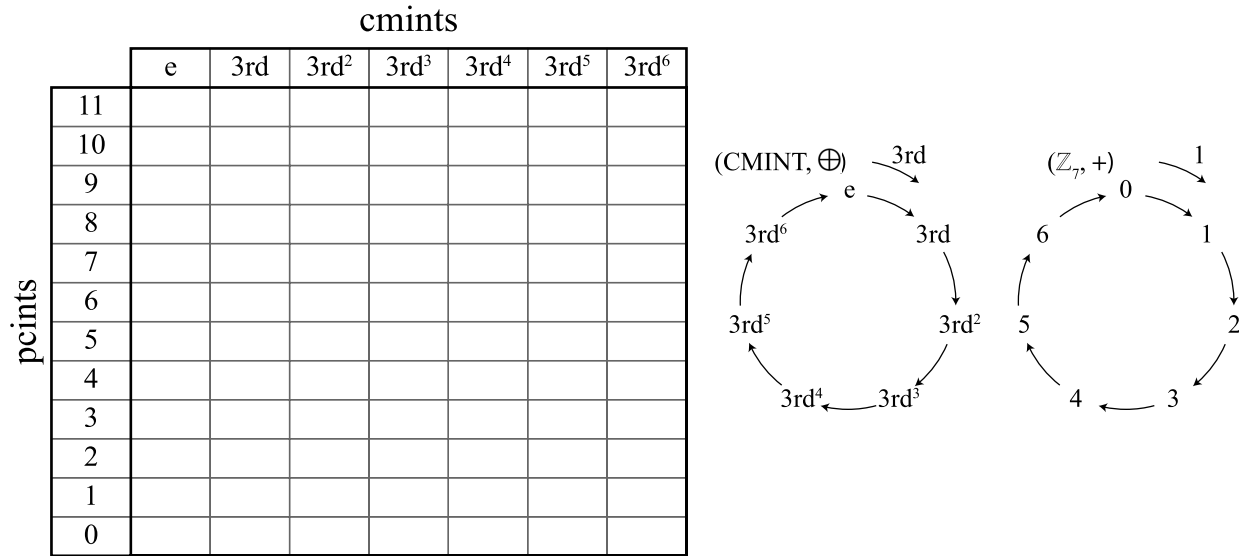 cmints
e 3rd 3rd² 3rd³ 3rd⁴ 3rd⁵ 3rd⁶
pcints
11
10
9
8
7
6
5
4
3
2
1
0
(CMINT, ⊕) 3rd
e
3rd
3rd²
3rd³
3rd⁴
3rd⁵
3rd⁶
(ℤ₇, +) 1
0
1
2
3
4
5
6